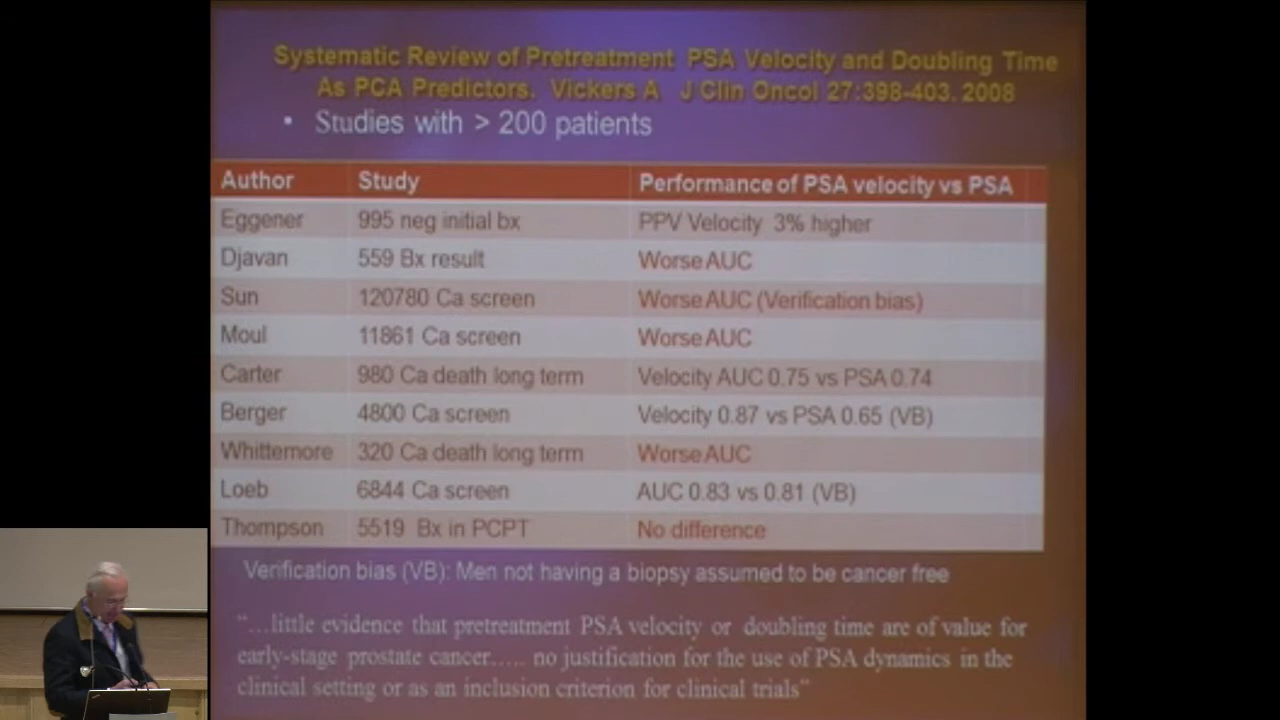 Systematic Review of Pretreatment PSA Velocity and Doubling Time
As PCA Predictors. Vickers A J Clin Oncol 27:398-403. 2008
• Studies with > 200 patients
Author Study Performance of PSA velocity vs PSA
Eggener 995 neg initial bx PPV Velocity 3% higher
Djavan 559 Bx result Worse AUC
Sun 120780 Ca screen Worse AUC (Verification bias)
Moul 11861 Ca screen Worse AUC
Carter 980 Ca death long term Velocity AUC 0.75 vs PSA 0.74
Berger 4800 Ca screen Velocity 0.87 vs PSA 0.65 (VB)
Whittemore 320 Ca death long term Worse AUC
Loeb 6844 Ca screen AUC 0.83 vs 0.81 (VB)
Thompson 5519 Bx in PCPT No difference
Verification bias (VB): Men not having a biopsy assumed to be cancer free
“…little evidence that pretreatment PSA velocity or doubling time are of value for
early-stage prostate cancer….. no justification for the use of PSA dynamics in the
clinical setting or as an inclusion criterion for clinical trials“